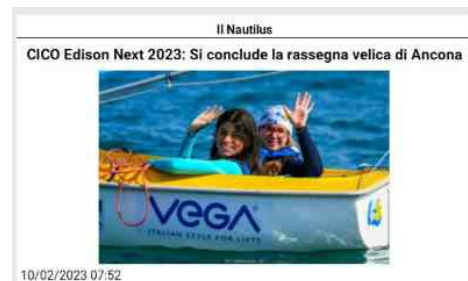 Il Nautilus
CICO Edison Next 2023: Si conclude la rassegna velica di Ancona
VEGA
ITALIAN STYLE FOR LIFTS
10/02/2023 07:52